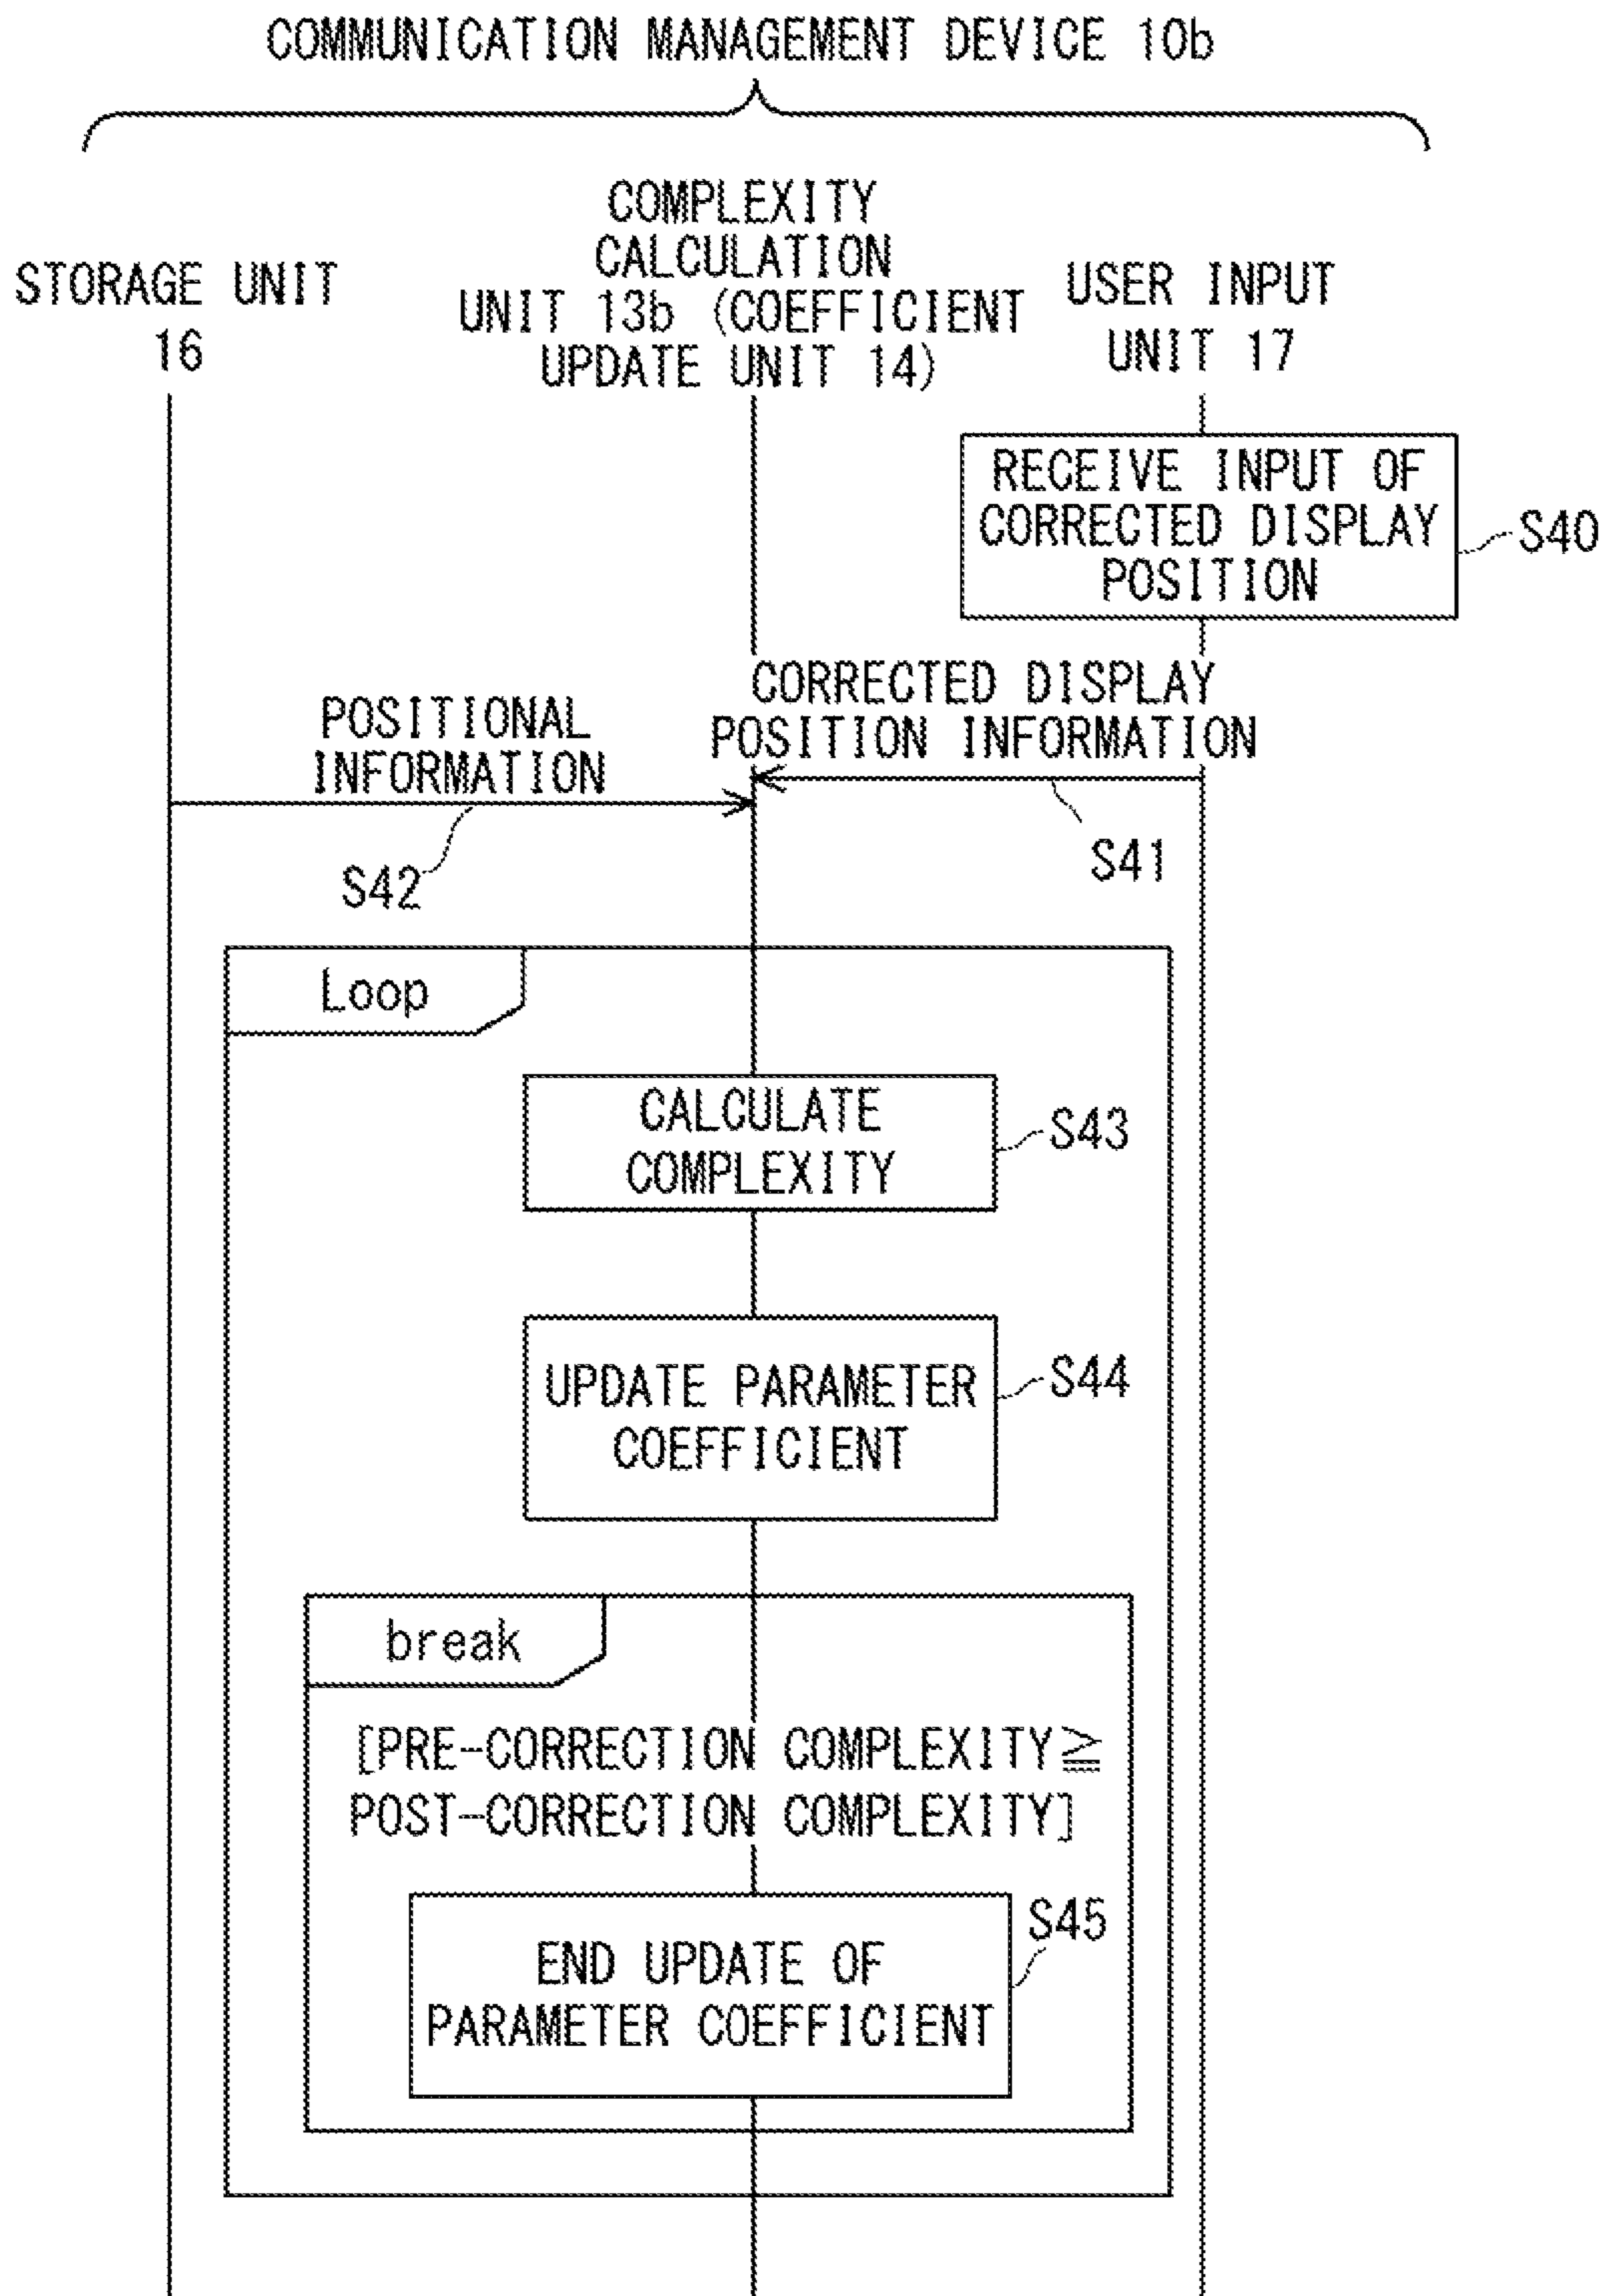 COMMUNICATION MANAGEMENT DEVICE 10b
STORAGE UNIT
16
COMPLEXITY
CALCULATION
UNIT 13b (COEFFICIENT
UPDATE UNIT 14)
USER INPUT
UNIT 17
RECEIVE INPUT OF
CORRECTED DISPLAY
POSITION
S40
CORRECTED DISPLAY
POSITION INFORMATION
S41
POSITIONAL
INFORMATION
S42
Loop
CALCULATE
COMPLEXITY
S43
UPDATE PARAMETER
COEFFICIENT
S44
break
[PRE-CORRECTION COMPLEXITY≧
POST-CORRECTION COMPLEXITY]
END UPDATE OF
PARAMETER COEFFICIENT
S45